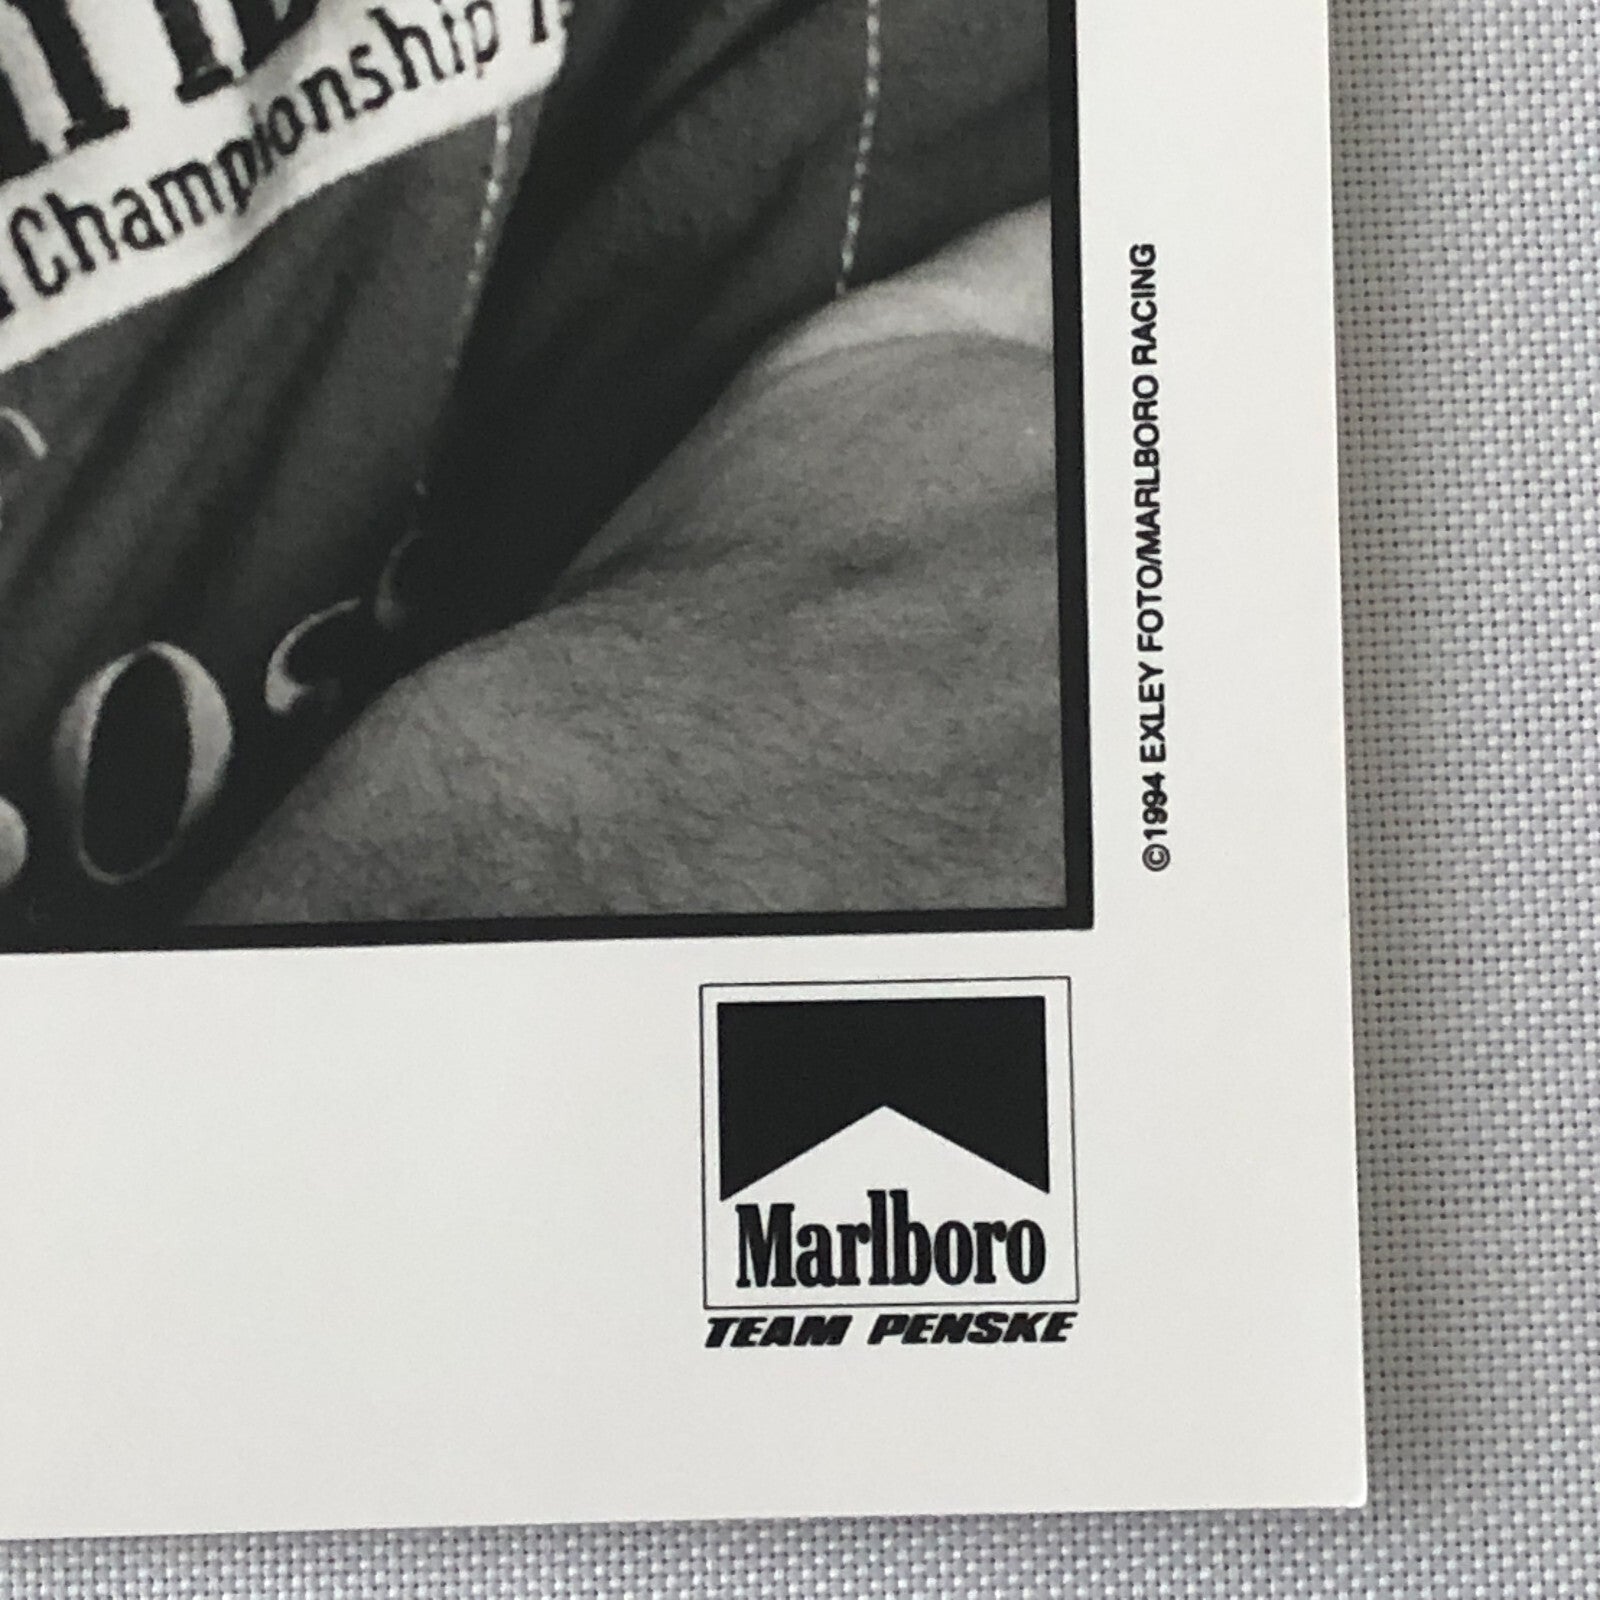 Championship
©1994 EXLEY FOTO/MARLBORO RACING
Marlboro
TEAM PENSKE